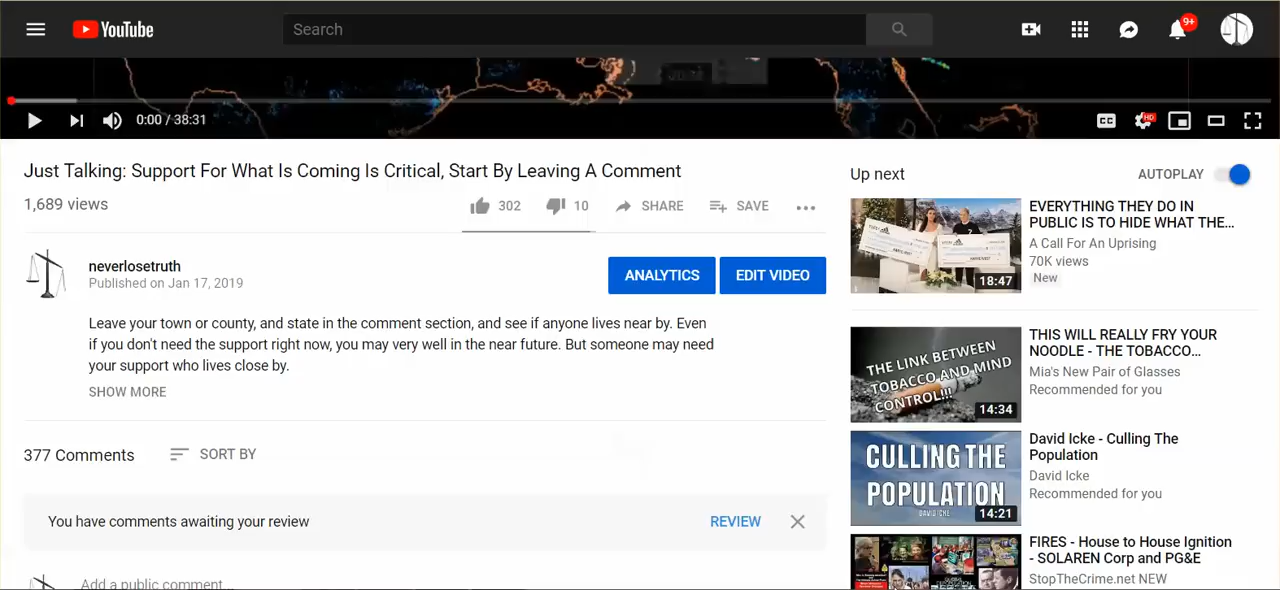 YouTube
Search
9+
0:00 / 38:31
CC
HD
Just Talking: Support For What Is Coming Is Critical, Start By Leaving A Comment
1,689 views
302
10
SHARE
SAVE
neverlosetruth
Published on Jan 17, 2019
ANALYTICS
EDIT VIDEO
Leave your town or county, and state in the comment section, and see if anyone lives near by. Even
if you don't need the support right now, you may very well in the near future. But someone may need
your support who lives close by.
SHOW MORE
377 Comments
SORT BY
You have comments awaiting your review
REVIEW
Add a public comment
Up next
AUTOPLAY
18:47
EVERYTHING THEY DO IN
PUBLIC IS TO HIDE WHAT THE...
A Call For An Uprising
70K views
New
THE LINK BETWEEN
TOBACCO AND MIND
CONTROL!!!
14:34
THIS WILL REALLY FRY YOUR
NOODLE - THE TOBACCO...
Mia's New Pair of Glasses
Recommended for you
CULLING THE
POPULATION
DAVID ICKE
14:21
David Icke - Culling The
Population
David Icke
Recommended for you
FIRES - House to House Ignition
- SOLAREN Corp and PG&E
StopTheCrime.net NEW